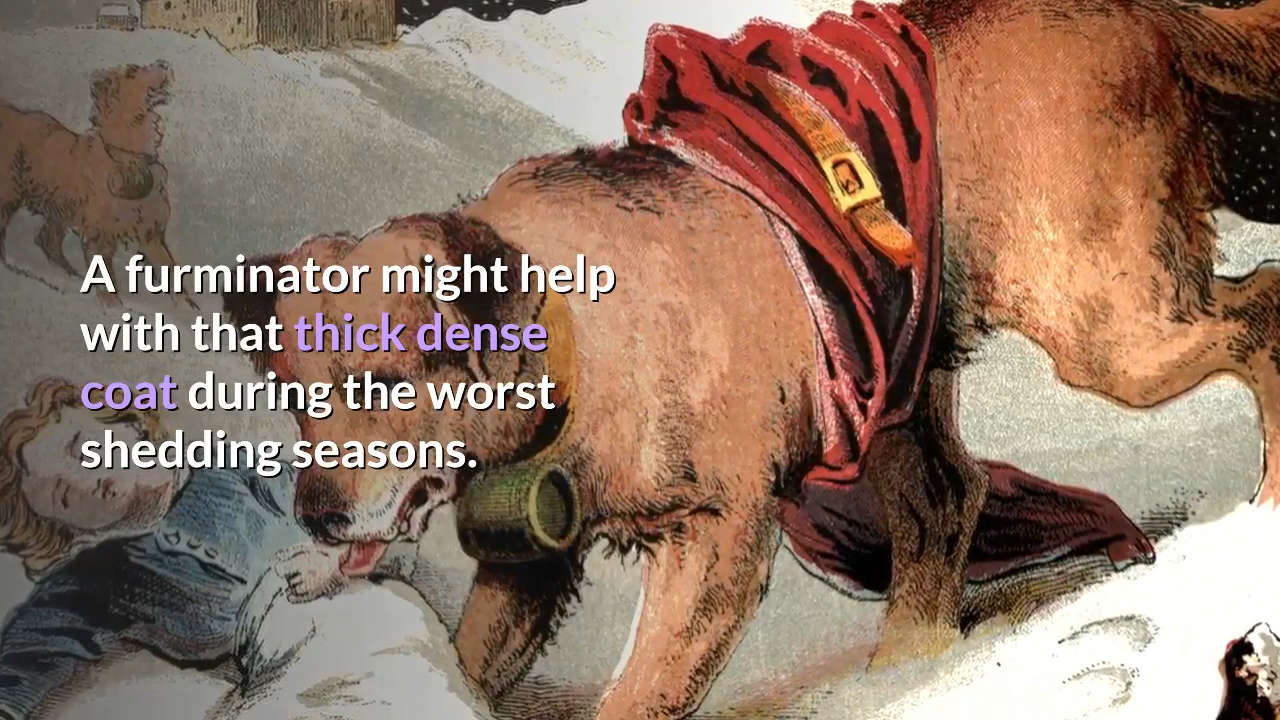 A furminator might help
with that thick dense
coat during the worst
shedding seasons.